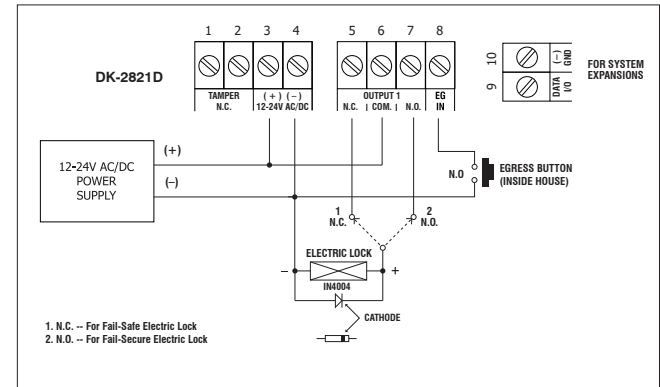 1 2 3 4 5 6 7 8
DK-2821D
TAMPER
N.C.
(+) (–)
12-24V AC/DC
OUTPUT 1
N.C. | COM. | N.O.
EG
IN
10
9
(–)
GND
DATA
I/O
FOR SYSTEM
EXPANSIONS
12-24V AC/DC
POWER
SUPPLY
(+)
(–)
N.O
EGRESS BUTTON
(INSIDE HOUSE)
1
N.C.
2
N.O.
ELECTRIC LOCK
– +
IN4004
CATHODE
1. N.C. -- For Fail-Safe Electric Lock
2. N.O. -- For Fail-Secure Electric Lock